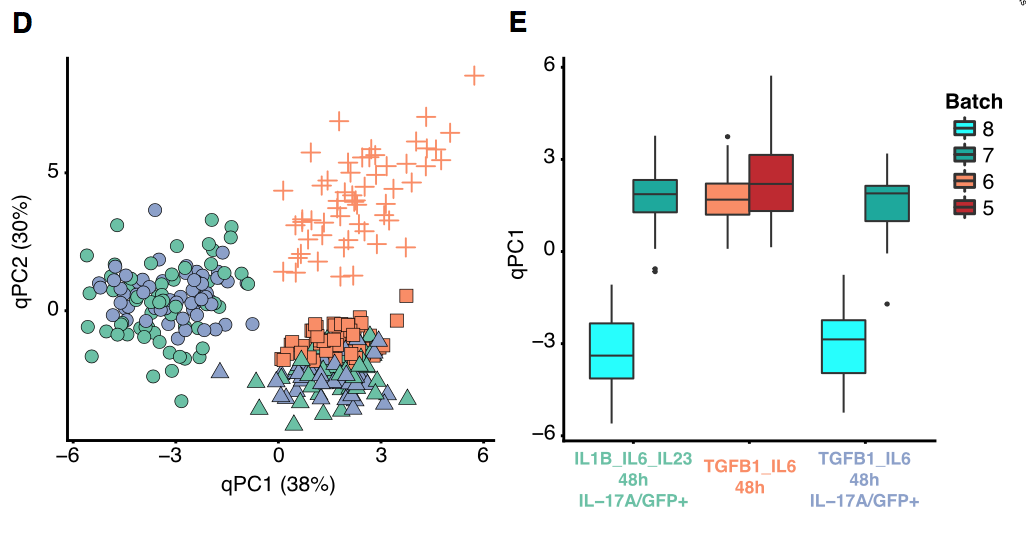 D
E
qPC2 (30%)
5
0
−6
−3
0
3
6
qPC1 (38%)
qPC1
6
3
0
−3
−6
IL1B_IL6_IL23
48h
IL−17A/GFP+
TGFB1_IL6
48h
TGFB1_IL6
48h
IL−17A/GFP+
Batch
8
7
6
5